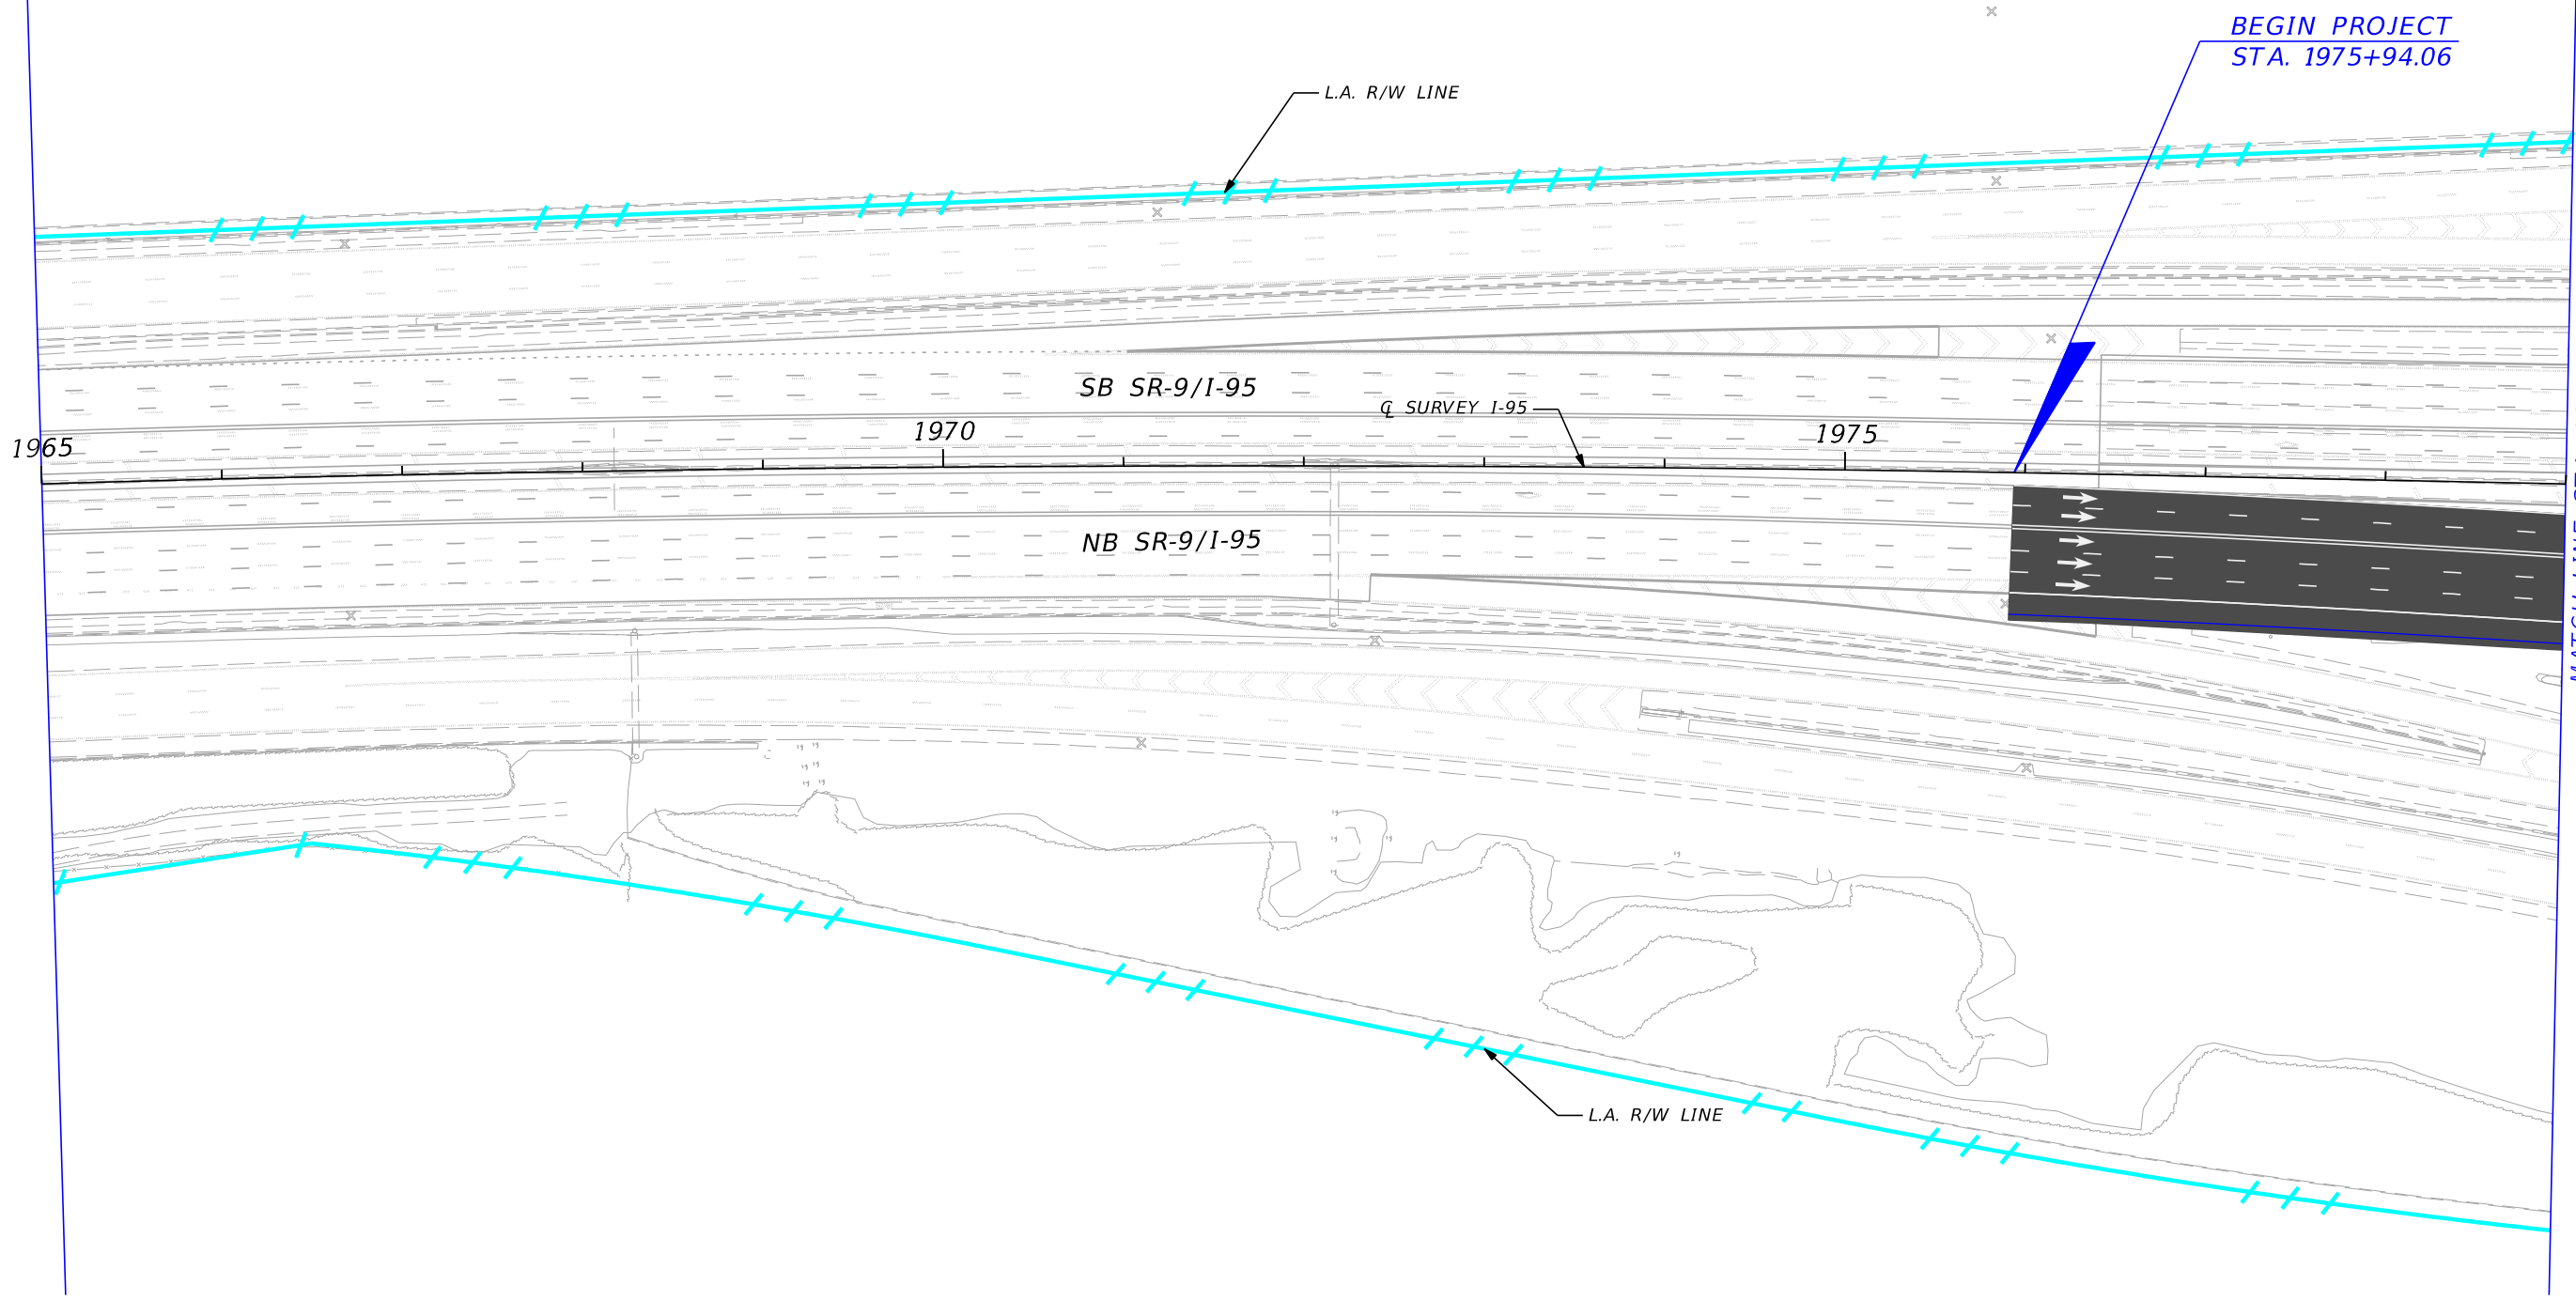 BEGIN PROJECT
STA. 1975+94.06
L.A. R/W LINE
SB SR-9/I-95
℄ SURVEY I-95
1965
1970
1975
NB SR-9/I-95
L.A. R/W LINE